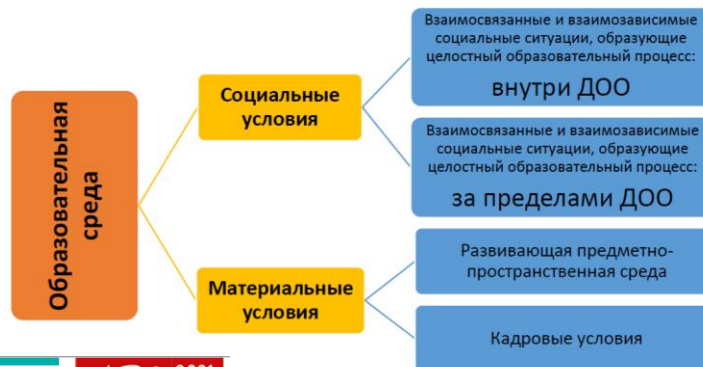 Взаимосвязанные и взаимозависимые
социальные ситуации, образующие
целостный образовательный процесс:
внутри ДОО
Социальные
условия
Взаимосвязанные и взаимозависимые
социальные ситуации, образующие
целостный образовательный процесс:
за пределами ДОО
Образовательная
среда
Развивающая предметно-
пространственная среда
Материальные
условия
Кадровые условия